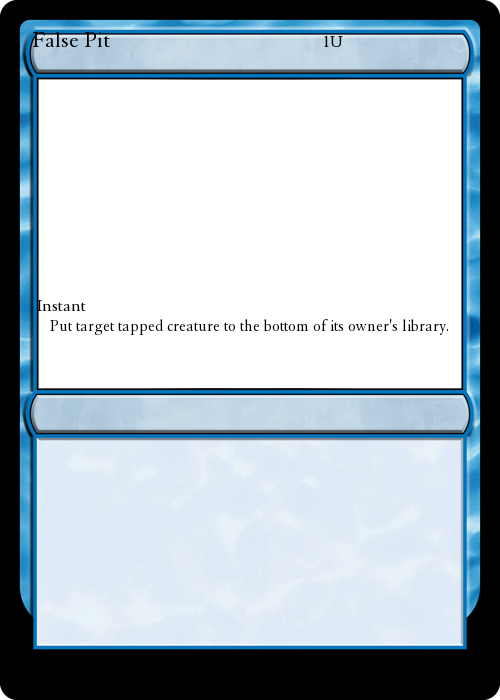 False Pit 1U
Instant
Put target tapped creature to the bottom of its owner's library.